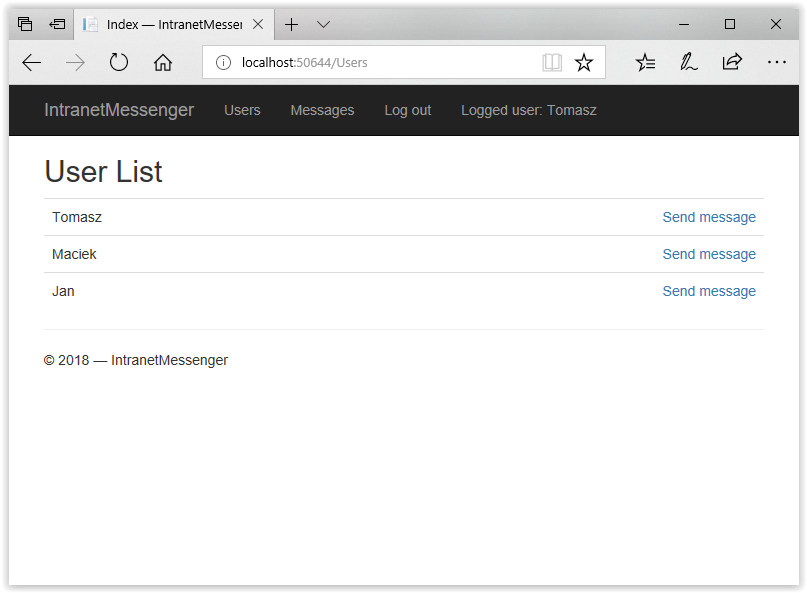 Index — IntranetMesser
localhost:50644/Users
IntranetMessenger Users Messages Log out Logged user: Tomasz
User List
Tomasz Send message
Maciek Send message
Jan Send message
© 2018 — IntranetMessenger